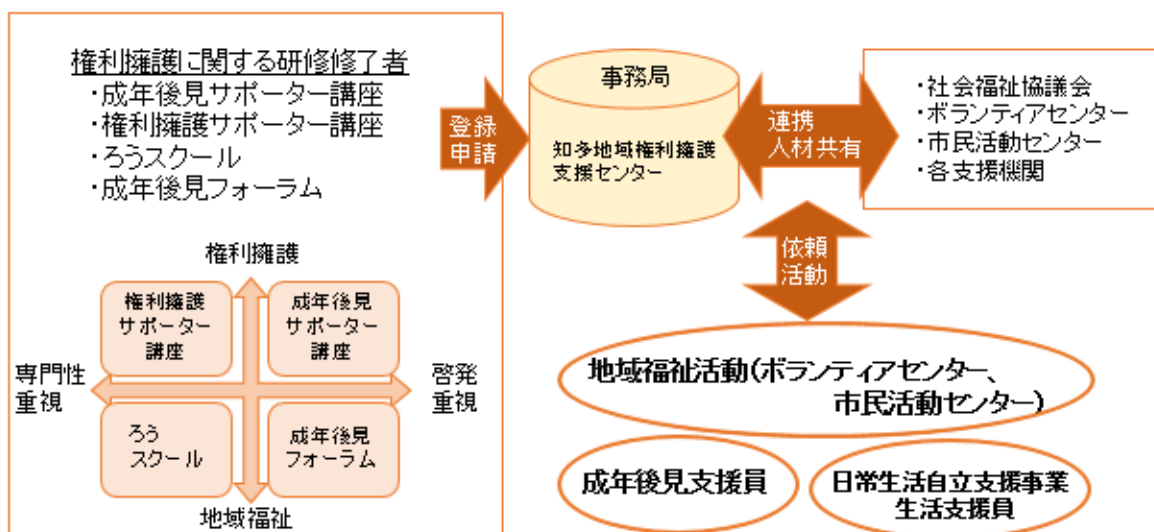 権利擁護に関する研修修了者
・成年後見サポーター講座
・権利擁護サポーター講座
・ろうスクール
・成年後見フォーラム
権利擁護
権利擁護
サポーター
講座
成年後見
サポーター
講座
専門性
重視
啓発
重視
ろう
スクール
成年後見
フォーラム
地域福祉
登録
申請
事務局
知多地域権利擁護
支援センター
連携
人材共有
・社会福祉協議会
・ボランティアセンター
・市民活動センター
・各支援機関
依頼
活動
地域福祉活動(ボランティアセンター、
市民活動センター)
成年後見支援員
日常生活自立支援事業
生活支援員